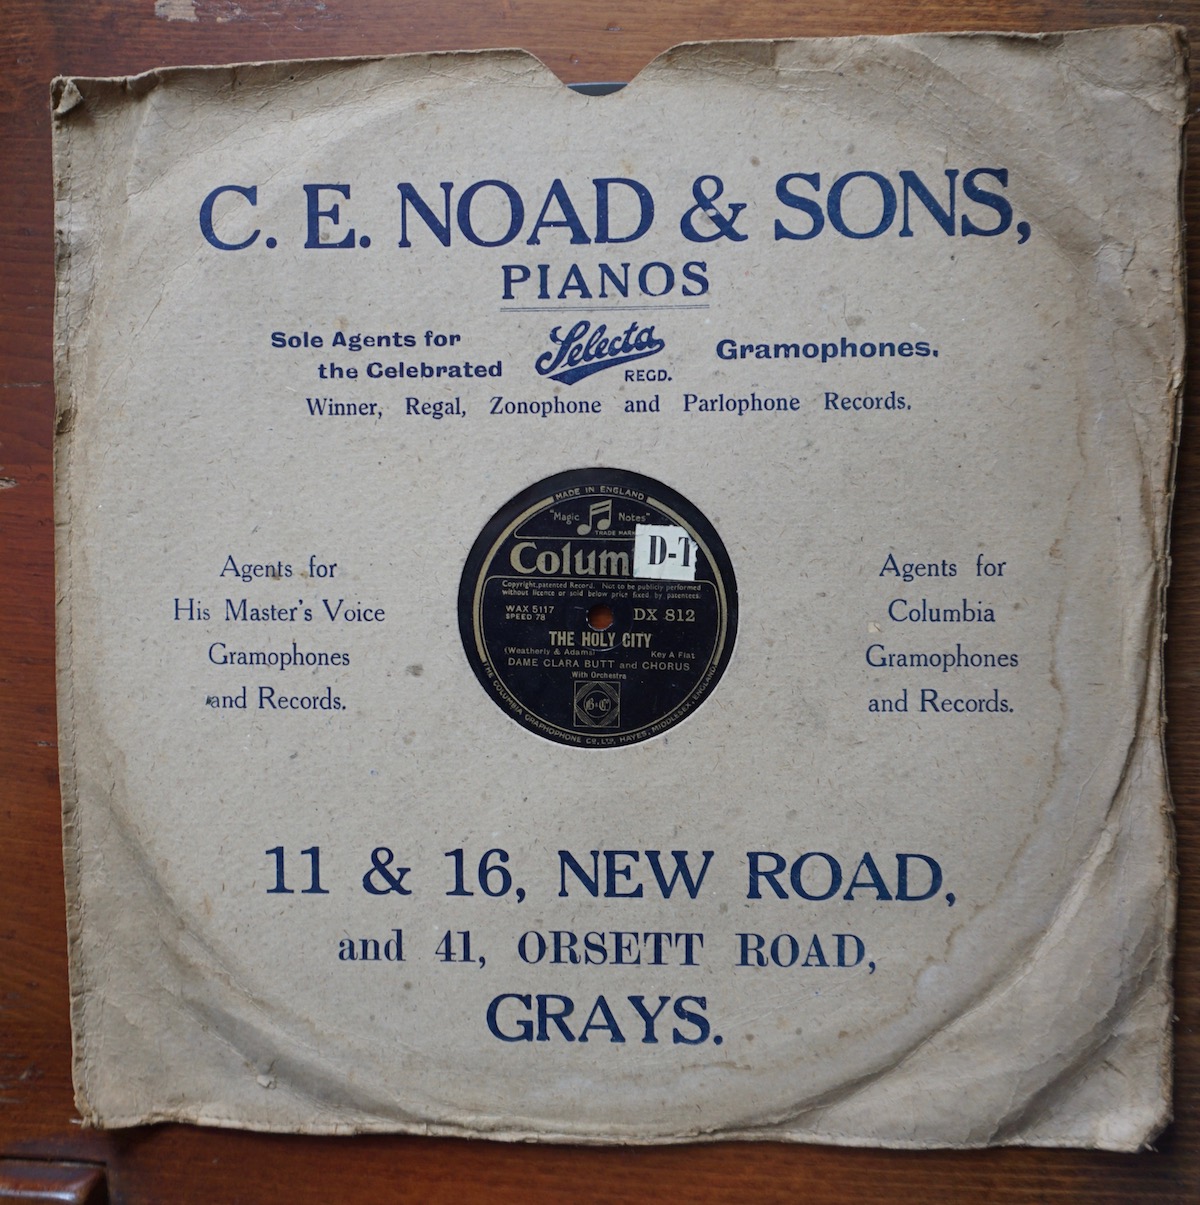 C. E. NOAD & SONS,
PIANOS
Sole Agents for
the Celebrated
Selecta
REGD.
Gramophones.
Winner, Regal, Zonophone and Parlophone Records.
Agents for
His Master's Voice
Gramophones
and Records.
MADE IN ENGLAND
"Magic Notes"
TRADE MARK
Colum
D-T
Copyright, patented Record. Not to be publicly performed
without licence or sold below price fixed by patentees.
WAX 5117
SPEED 78
DX 812
THE HOLY CITY
(Weatherly & Adams) Key A Flat
DAME CLARA BUTT and CHORUS
With Orchestra
B&Co
THE COLUMBIA GRAPHOPHONE CO. LTD. HAYES, MIDDLESEX, ENGLAND
Agents for
Columbia
Gramophones
and Records.
11 & 16, NEW ROAD,
and 41, ORSETT ROAD,
GRAYS.